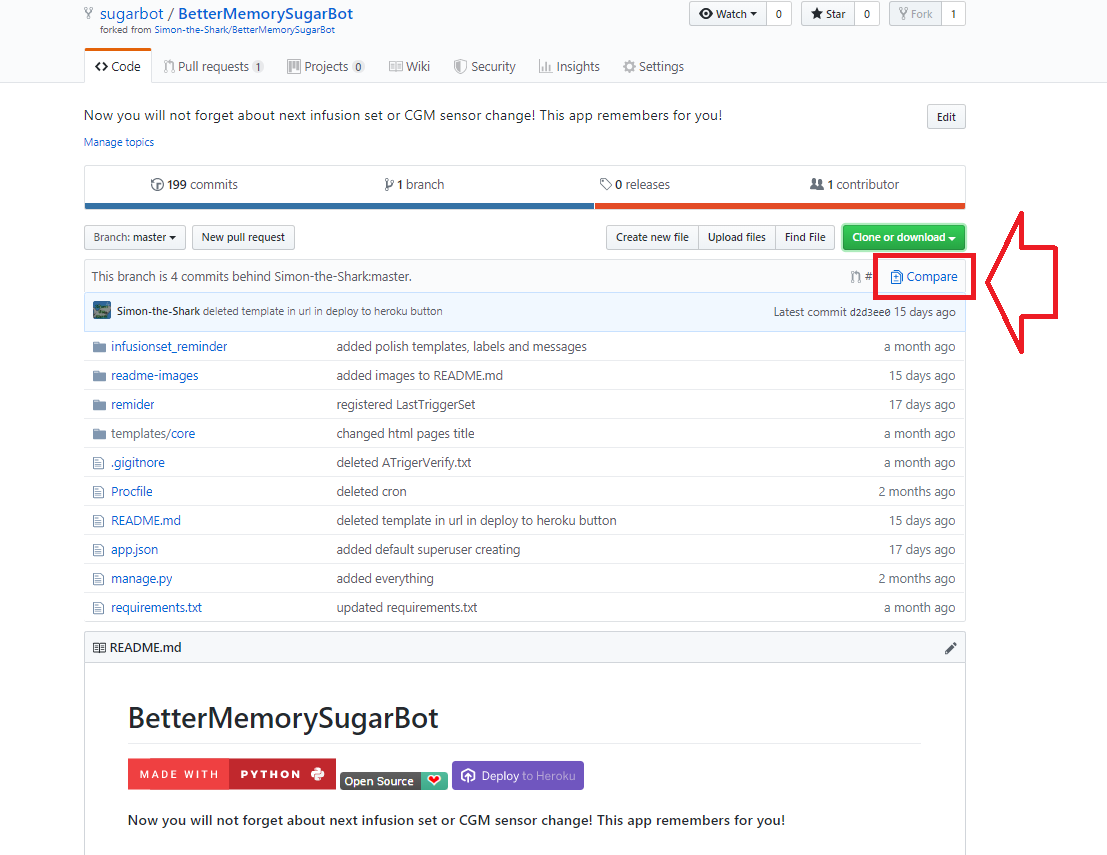 sugarbot / BetterMemorySugarBot
Watch 0 Star 0 Fork 1
forked from Simon-the-Shark/BetterMemorySugarBot
Code Pull requests 1 Projects 0 Wiki Security Insights Settings
Now you will not forget about next infusion set or CGM sensor change! This app remembers for you!
Edit
Manage topics
199 commits 1 branch 0 releases 1 contributor
Branch: master New pull request Create new file Upload files Find File Clone or download
This branch is 4 commits behind Simon-the-Shark:master. # Compare
Simon-the-Shark deleted template in url in deploy to heroku button Latest commit d2d3ee0 15 days ago
infusionset_reminder added polish templates, labels and messages a month ago
readme-images added images to README.md 15 days ago
remider registered LastTriggerSet 17 days ago
templates/core changed html pages title a month ago
.gigitnore deleted ATrigerVerify.txt a month ago
Procfile deleted cron 2 months ago
README.md deleted template in url in deploy to heroku button 15 days ago
app.json added default superuser creating 17 days ago
manage.py added everything 2 months ago
requirements.txt updated requirements.txt a month ago
README.md
BetterMemorySugarBot
MADE WITH PYTHON Open Source Deploy to Heroku
Now you will not forget about next infusion set or CGM sensor change! This app remembers for you!